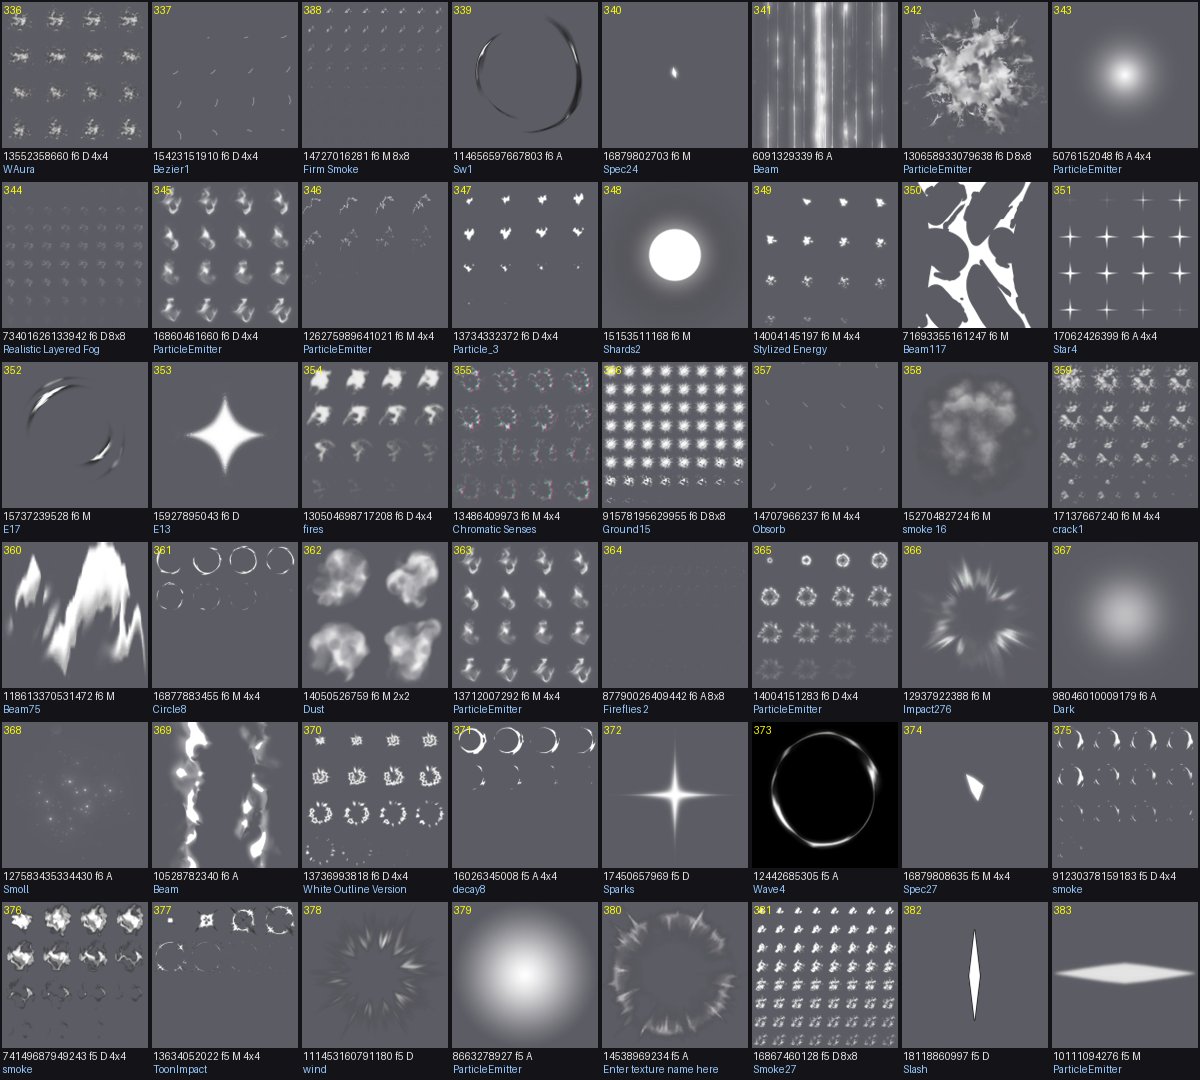 336 337 338 339 340 341 342 343
13552358660 f6 D 4x4 15423151910 f6 D 4x4 14727016281 f6 M 8x8 114656597667803 f6 A 16879802703 f6 M 6091329339 f6 A 130658933079638 f6 D 8x8 5076152048 f6 A 4x4
WAura Bezier1 Firm Smoke Sw1 Spec24 Beam ParticleEmitter ParticleEmitter
344 345 346 347 348 349 350 351
73401626133942 f6 D 8x8 16860461660 f6 D 4x4 126275989641021 f6 M 4x4 13734332372 f6 D 4x4 15153511168 f6 M 14004145197 f6 M 4x4 71693355161247 f6 M 17062426399 f6 A 4x4
Realistic Layered Fog ParticleEmitter ParticleEmitter Particle_3 Shards2 Stylized Energy Beam117 Star4
352 353 354 355 356 357 358 359
15737239528 f6 M 15927895043 f6 D 130504698717208 f6 D 4x4 13486409973 f6 M 4x4 91578195629955 f6 D 8x8 14707966237 f6 M 4x4 15270482724 f6 M 17137667240 f6 M 4x4
E17 E13 fires Chromatic Senses Ground15 Obsorb smoke 16 crack1
360 361 362 363 364 365 366 367
118613370531472 f6 M 16877883455 f6 M 4x4 14050526759 f6 M 2x2 13712007292 f6 M 4x4 87790026409442 f6 A 8x8 14004151283 f6 D 4x4 12937922388 f6 M 98046010009179 f6 A
Beam75 Circle8 Dust ParticleEmitter Fireflies 2 ParticleEmitter Impact276 Dark
368 369 370 371 372 373 374 375
127583435334430 f6 A 10528782340 f6 A 13736993818 f6 D 4x4 16026345008 f5 A 4x4 17450657969 f5 D 12442685305 f5 A 16879808635 f5 M 4x4 91230378159183 f5 D 4x4
Smoll Beam White Outline Version decay8 Sparks Wave4 Spec27 smoke
376 377 378 379 380 381 382 383
74149687949243 f5 D 4x4 13634052022 f5 M 4x4 111453160791180 f5 D 8663278927 f5 A 14538969234 f5 A 16867460128 f5 D 8x8 18118860997 f5 D 10111094276 f5 M
smoke ToonImpact wind ParticleEmitter Enter texture name here Smoke27 Slash ParticleEmitter